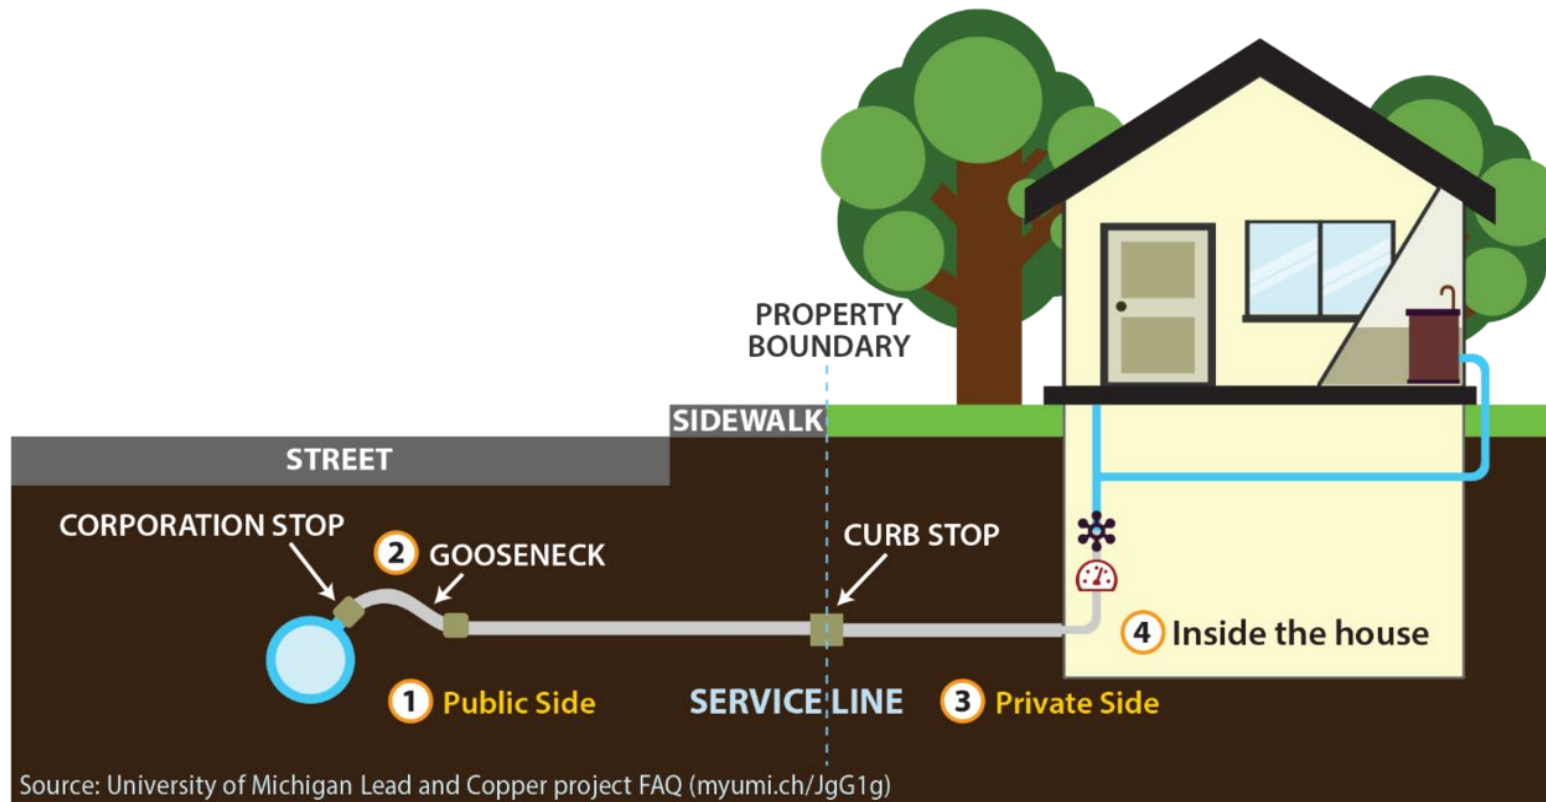 PROPERTY
BOUNDARY
SIDEWALK
STREET
CORPORATION STOP
2 GOOSENECK
CURB STOP
4 Inside the house
1 Public Side
SERVICE LINE
3 Private Side
Source: University of Michigan Lead and Copper project FAQ (myumi.ch/JgG1g)